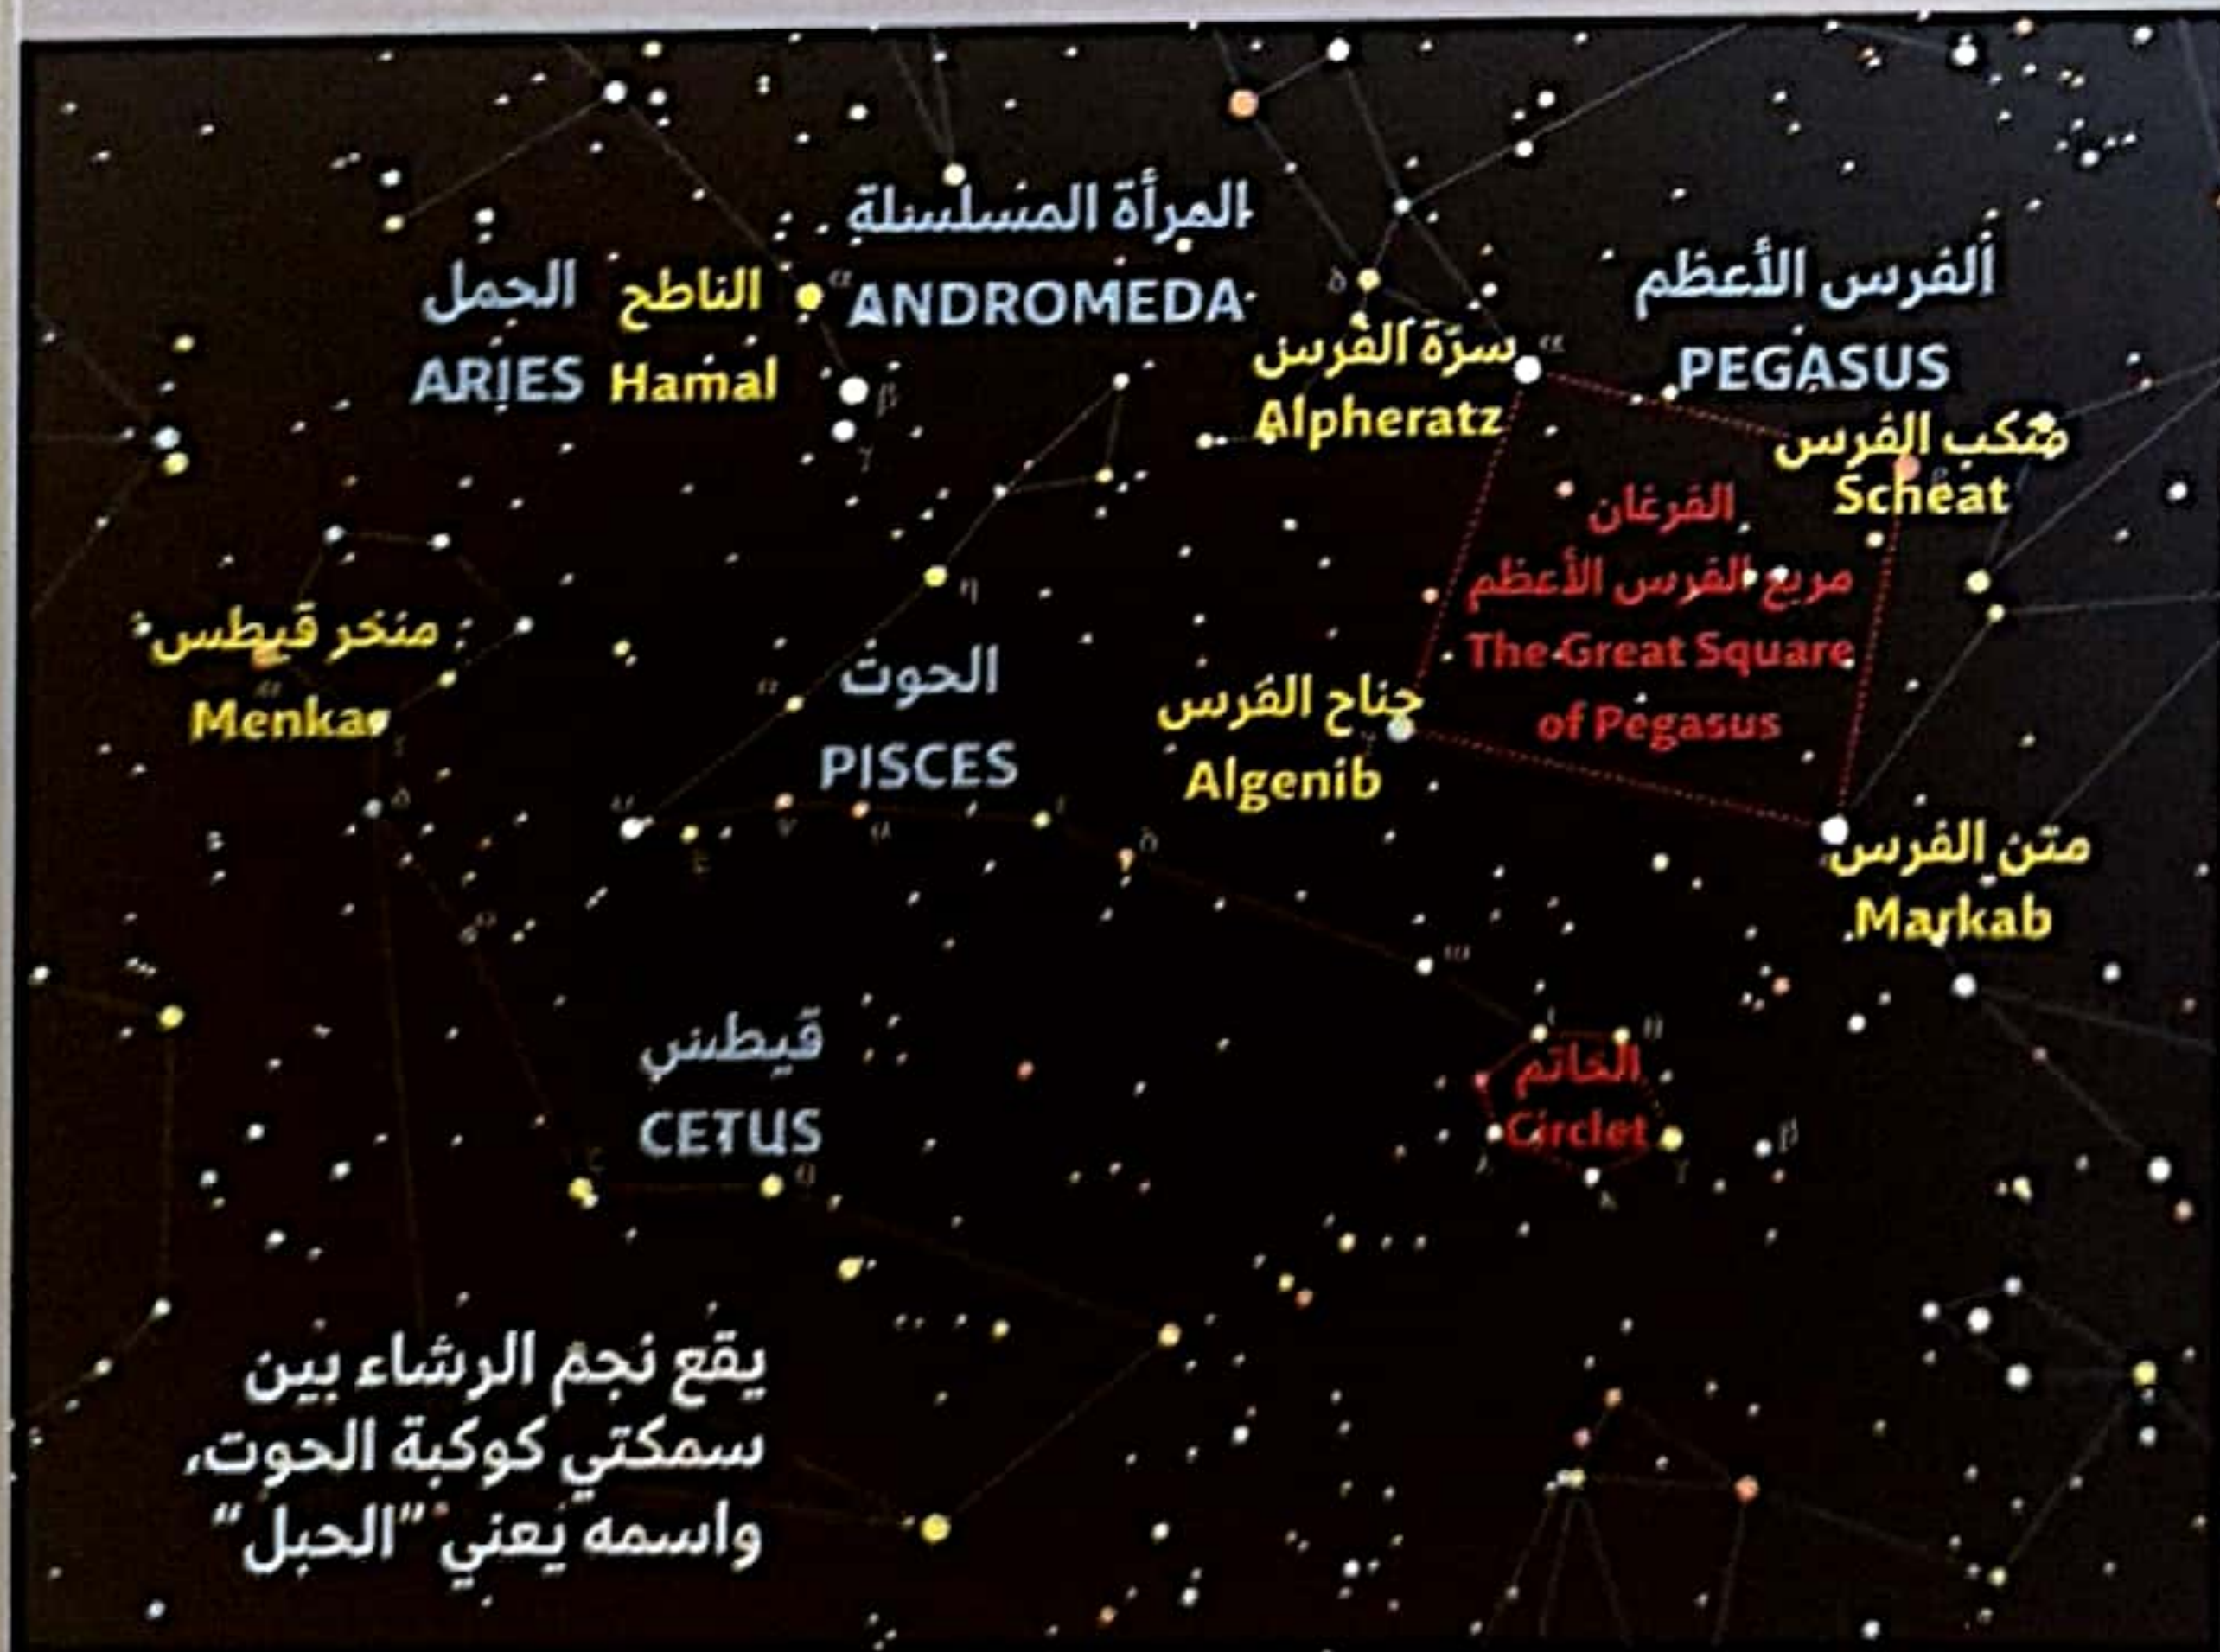 المرأة المسلسلة
ANDROMEDA
الحمل
ARIES
الناطح
Hamal
α
β
γ
δ
الفرس الأعظم
PEGASUS
سرّة الفرس
Alpheratz
α
منكب الفرس
Scheat
الفرغان
مربع الفرس الأعظم
The Great Square
of Pegasus
η
منخر قيطس
Menkar
α
الحوت
PISCES
ο
جناح الفرس
Algenib
γ
متن الفرس
Markab
δ
α
ξ
ν
μ
ε
δ
ω
ι
θ
الخاتم
Circlet
λ
κ
γ
β
قيطس
CETUS
ζ
θ
يقع نجم الرشاء بين
سمكتي كوكبة الحوت،
واسمه يعني "الحبل"